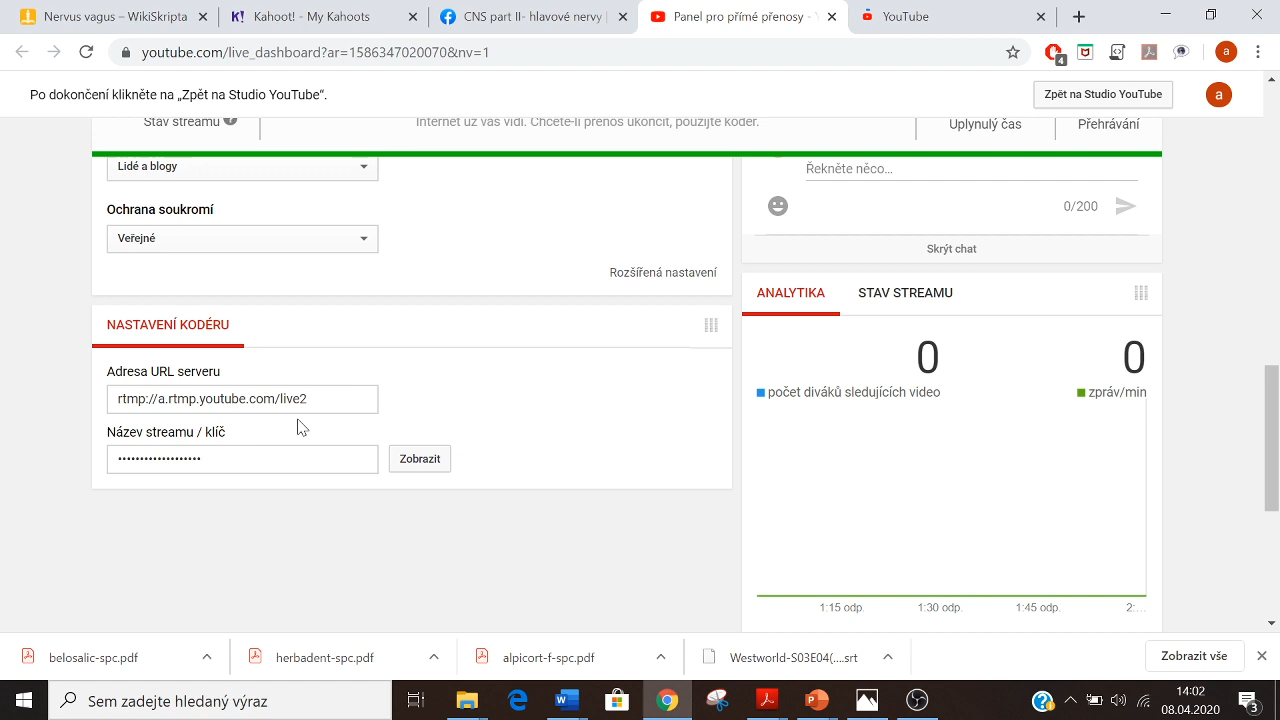 Nervus vagus - WikiSkripta
Kahoot! - My Kahoots
CNS part II- hlavové nervy |
Panel pro přímé přenosy - Y
YouTube
youtube.com/live_dashboard?ar=1586347020070&nv=1
4
a
Po dokončení klikněte na „Zpět na Studio YouTube“.
Zpět na Studio YouTube
a
Stav streamu
Internet už vás vidí. Chcete-li přenos ukončit, použijte kodér.
Uplynulý čas
Přehrávání
Lidé a blogy
Ochrana soukromí
Veřejné
Rozšířená nastavení
Řekněte něco...
0/200
Skrýt chat
NASTAVENÍ KODÉRU
Adresa URL serveru
rtmp://a.rtmp.youtube.com/live2
Název streamu / klíč
•••••••••••••••••••
Zobrazit
ANALYTIKA
STAV STREAMU
0
0
počet diváků sledujících video
zpráv/min
1:15 odp.
1:30 odp.
1:45 odp.
2:...
belosalic-spc.pdf
herbadent-spc.pdf
alpicort-f-spc.pdf
Westworld-S03E04(....srt
Zobrazit vše
Sem zadejte hledaný výraz
14:02
08.04.2020
3